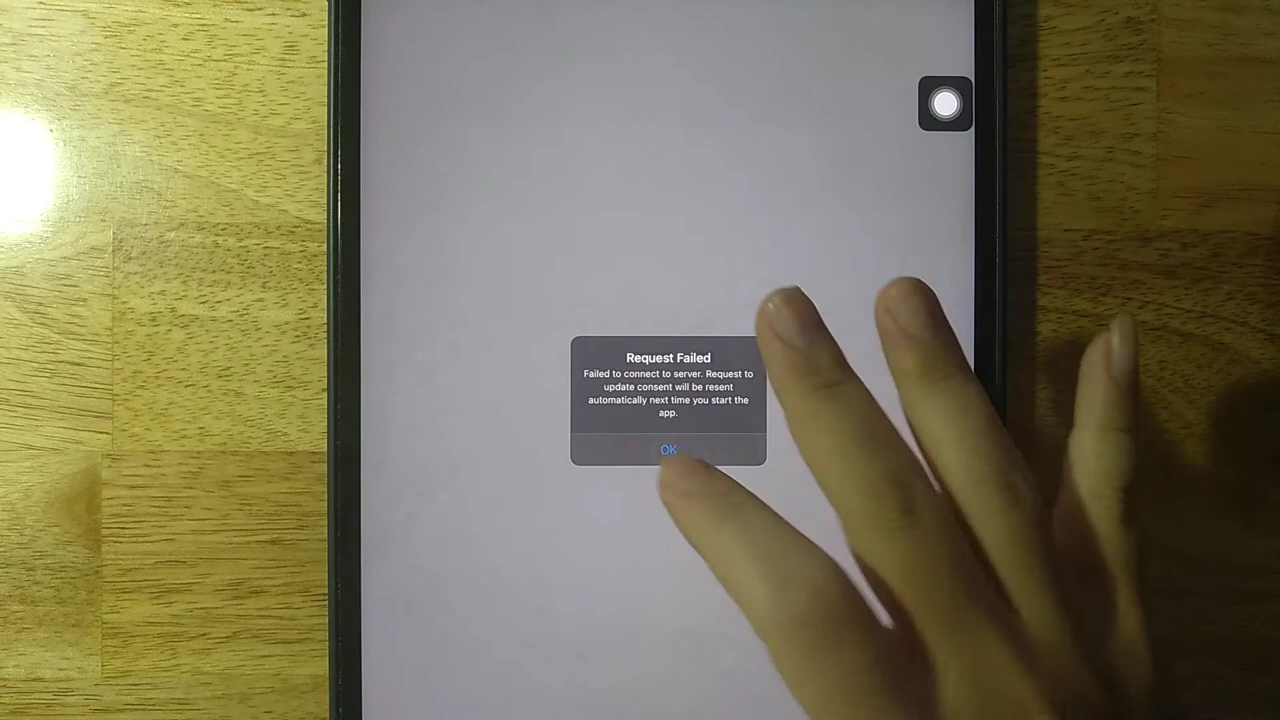 Request Failed
Failed to connect to server. Request to
update consent will be resent
automatically next time you start the
app.
OK